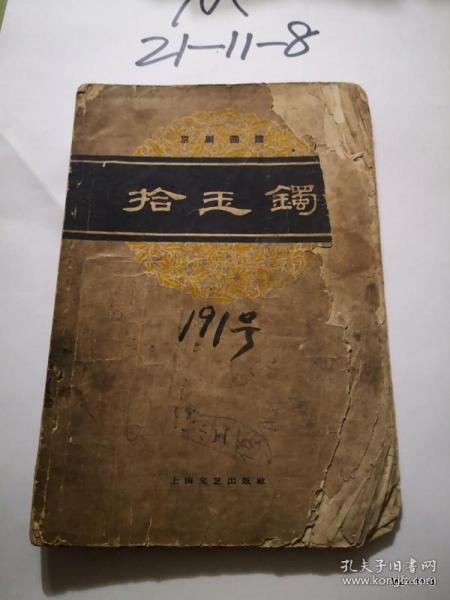 21-11-8
京剧曲谱
拾玉镯
191号
上海文艺出版社
孔夫子旧书网
www.kongfz.com